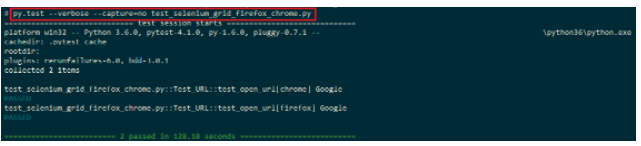 # py.test --verbose --capture=no test_selenium_grid_firefox_chrome.py
============================ test session starts ============================
platform win32 -- Python 3.6.0, pytest-4.1.0, py-1.6.0, pluggy-0.7.1 -- \python36\python.exe
cachedir: .pytest_cache
rootdir:
plugins: rerunfailures-6.0, bdd-3.0.1
collected 2 items
test_selenium_grid_firefox_chrome.py::Test_URL::test_open_url[chrome] Google
PASSED
test_selenium_grid_firefox_chrome.py::Test_URL::test_open_url[firefox] Google
PASSED
========================= 2 passed in 128.18 seconds =========================